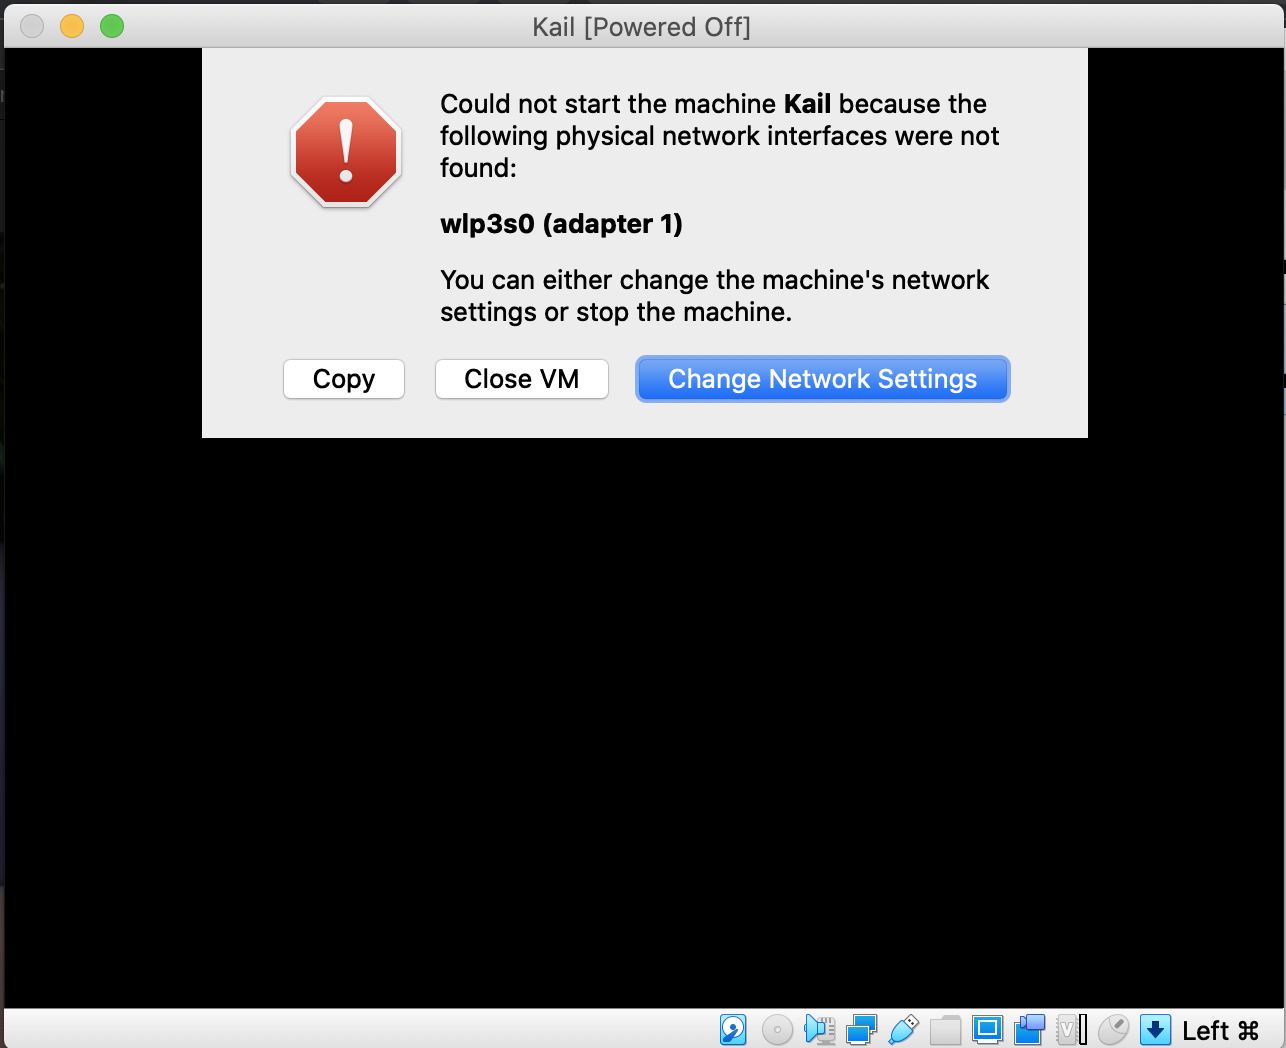 Kail [Powered Off]
Could not start the machine Kail because the
following physical network interfaces were not
found:
wlp3s0 (adapter 1)
You can either change the machine's network
settings or stop the machine.
Copy
Close VM
Change Network Settings
Left ⌘